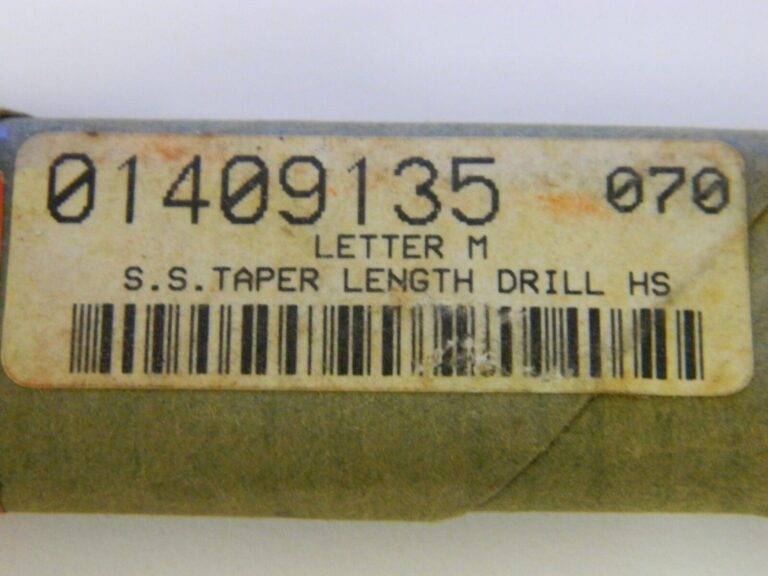 01409135 070
LETTER M
S.S.TAPER LENGTH DRILL HS